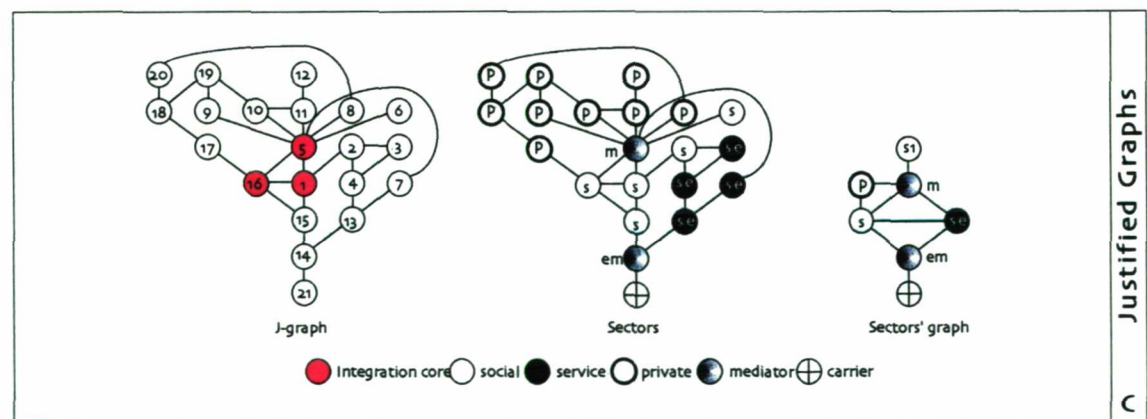 20 19 12
18 9 10 11 8 6
17 5 2 3
16 1 4 7
15 13
14
21
J-graph
P P P
P P P P P s
P m s se
s s se se
s se
em
Sectors
s1
P m
s se
em
Sectors' graph
Integration core social service private mediator carrier
Justified Graphs
C